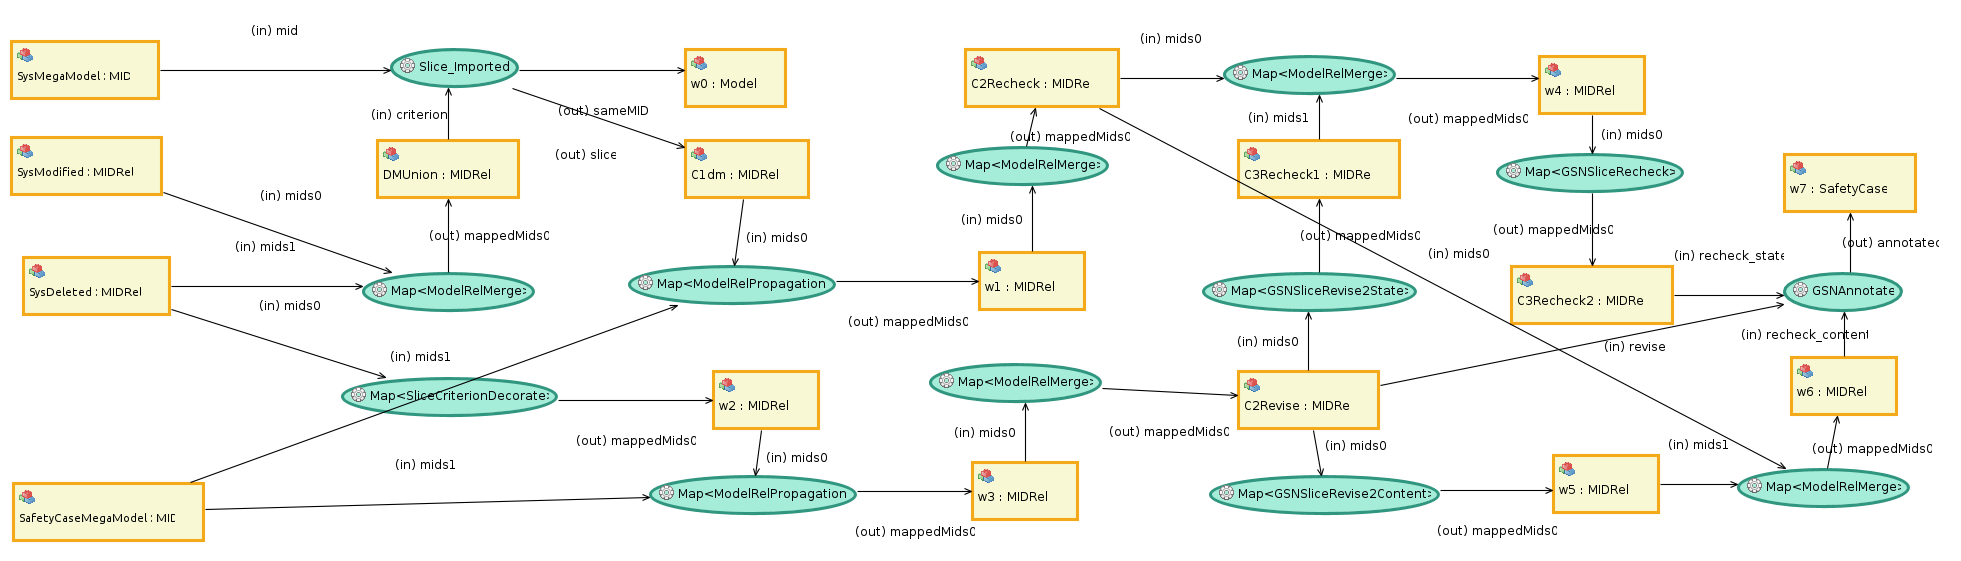 (in) mid
(in) mids0
SysMegaModel : MID
Slice_Imported
w0 : Model
C2Recheck : MIDRe
Map<ModelRelMerge>
w4 : MIDRel
(in) criterion
(out) sameMID
(out) mappedMids0
(in) mids1
(out) mappedMids0
(in) mids0
SysModified : MIDRel
DMUnion : MIDRel
(out) slice
C1dm : MIDRel
Map<ModelRelMerge>
C3Recheck1 : MIDRe
Map<GSNSliceRecheck>
w7 : SafetyCase
(in) mids0
(in) mids1
(out) mappedMids0
(in) mids0
(in) mids0
(out) mappedMids0
(in) mids0
(out) mappedMids0
(in) recheck_state
(out) annotated
SysDeleted : MIDRel
Map<ModelRelMerge>
Map<ModelRelPropagation
w1 : MIDRel
Map<GSNSliceRevise2State>
C3Recheck2 : MIDRe
GSNAnnotate
(in) mids0
(out) mappedMids0
(in) mids0
(in) revise
(in) recheck_content
(in) mids1
Map<SliceCriterionDecorate>
w2 : MIDRel
Map<ModelRelMerge>
C2Revise : MIDRe
w6 : MIDRel
(out) mappedMids0
(in) mids0
(in) mids0
(out) mappedMids0
(in) mids0
(in) mids1
(out) mappedMids0
(in) mids1
SafetyCaseMegaModel : MID
Map<ModelRelPropagation
w3 : MIDRel
Map<GSNSliceRevise2Content>
w5 : MIDRel
Map<ModelRelMerge>
(out) mappedMids0
(out) mappedMids0